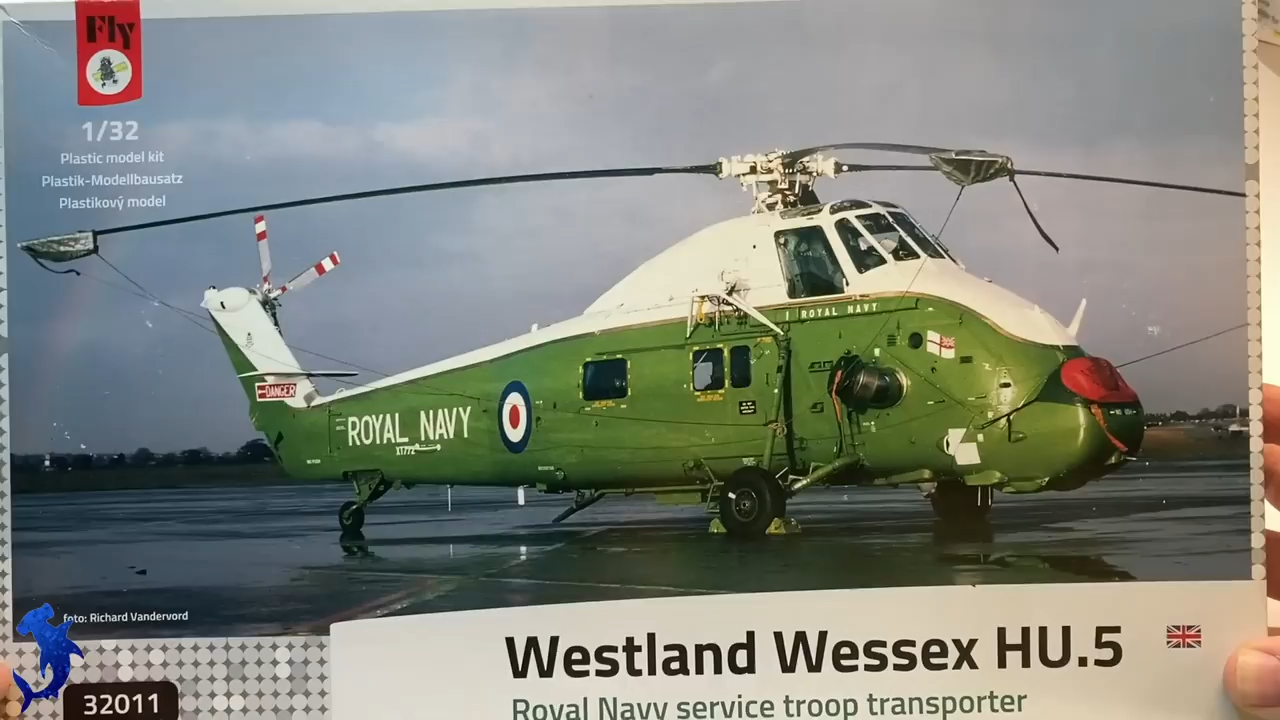 Fly
1/32
Plastic model kit
Plastik-Modellbausatz
Plastikový model
ROYAL NAVY
DANGER
ROYAL NAVY
XT772
foto: Richard Vandervord
Westland Wessex HU.5
32011
Royal Navy service troop transporter